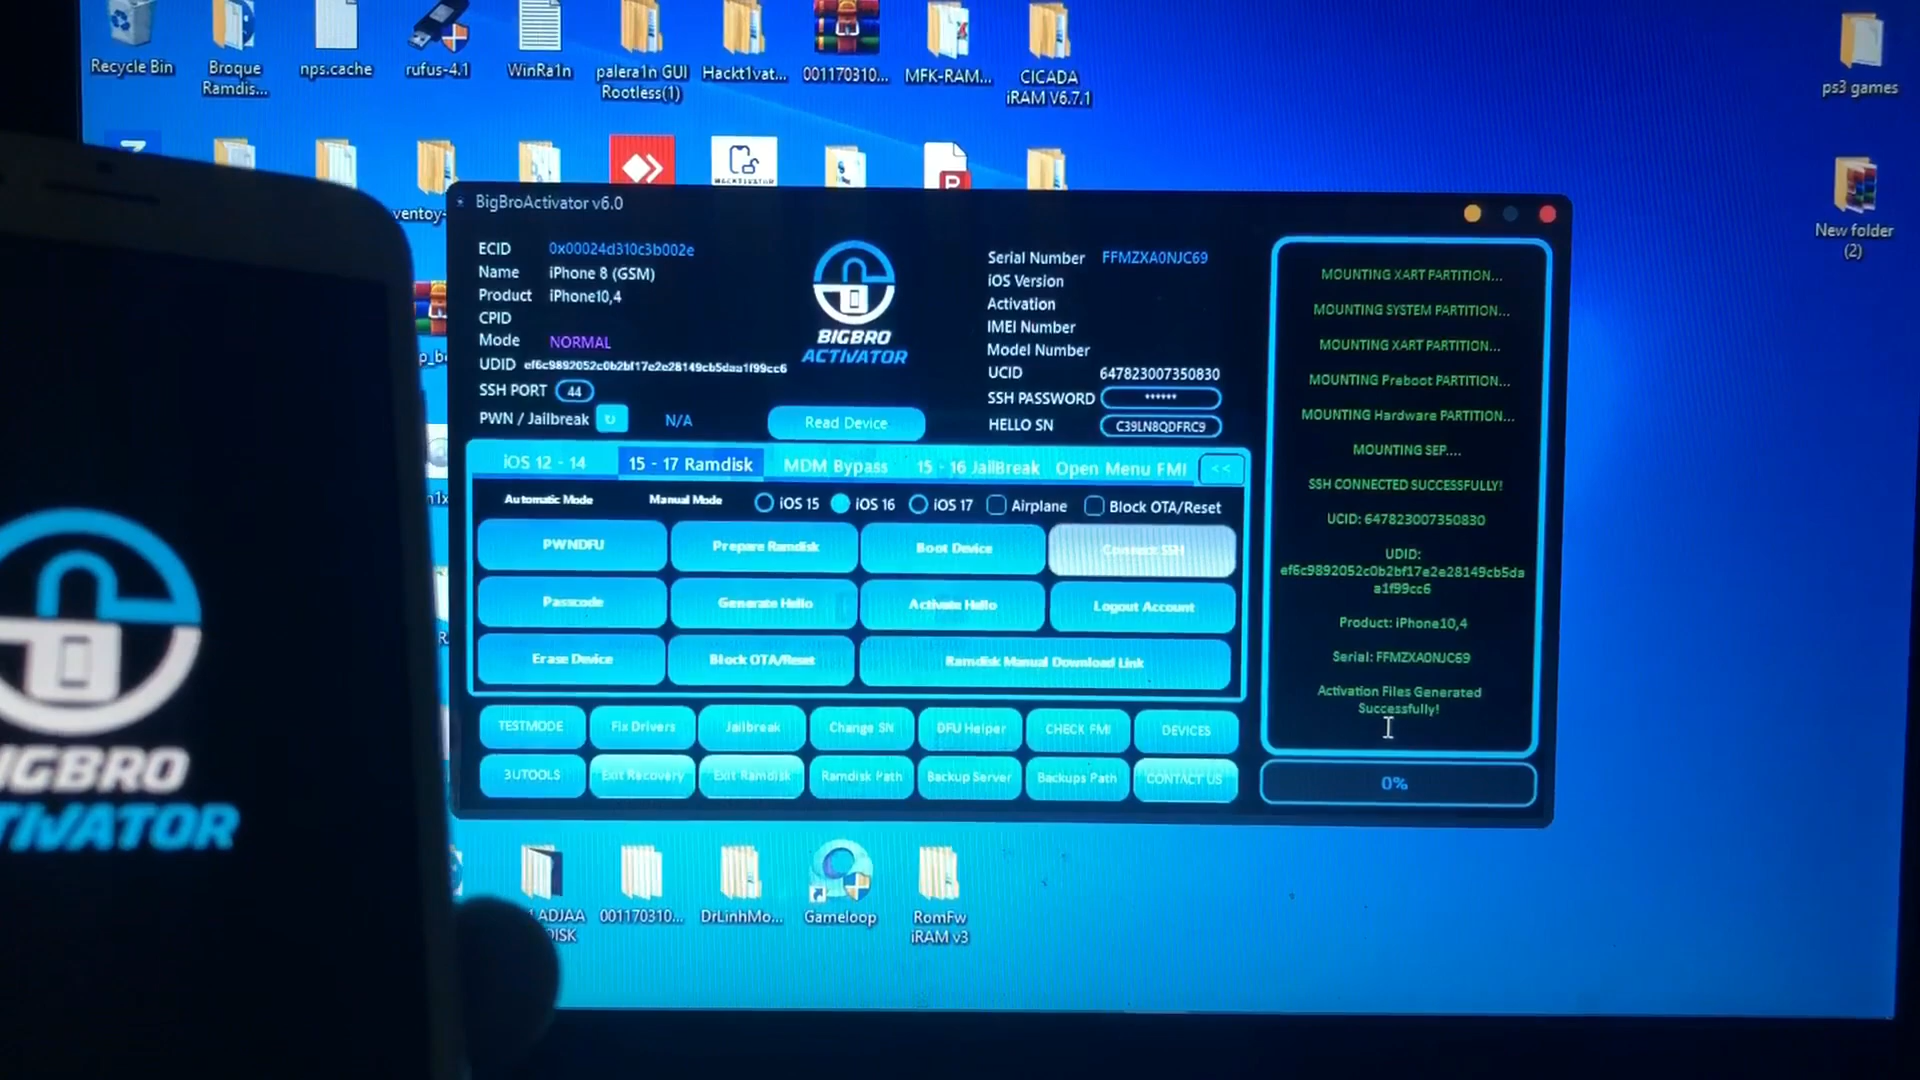 Recycle Bin
Broque
Ramdis...
nps.cache
rufus-4.1
WinRa1n
palera1n GUI
Rootless(1)
Hackt1vat...
001170310...
MFK-RAM...
CICADA
iRAM V6.7.1
ps3 games
ventoy-
New folder
(2)
BigBroActivator v6.0
ECID 0x00024d310c3b002e
Name iPhone 8 (GSM)
Product iPhone10,4
CPID
Mode NORMAL
UDID ef6c9892052c0b2bf17e2e28149cb5daa1f99cc6
SSH PORT 44
PWN / Jailbreak N/A
BIGBRO
ACTIVATOR
Read Device
Serial Number FFMZXA0NJC69
iOS Version
Activation
IMEI Number
Model Number
UCID 647823007350830
SSH PASSWORD ******
HELLO SN C39LN8QDFRC9
iOS 12 - 14
15 - 17 Ramdisk
MDM Bypass
15 - 16 JailBreak
Open Menu FMI
<<
Automatic Mode
Manual Mode
iOS 15
iOS 16
iOS 17
Airplane
Block OTA/Reset
PWNDFU
Prepare Ramdisk
Boot Device
Connect SSH
Passcode
Generate Hello
Activate Hello
Logout Account
Erase Device
Block OTA/Reset
Ramdisk Manual Download Link
TESTMODE
Fix Drivers
Jailbreak
Change SN
DFU Helper
CHECK FMI
DEVICES
3UTOOLS
Exit Recovery
Exit Ramdisk
Ramdisk Path
Backup Server
Backups Path
CONTACT US
MOUNTING XART PARTITION...
MOUNTING SYSTEM PARTITION...
MOUNTING XART PARTITION...
MOUNTING Preboot PARTITION...
MOUNTING Hardware PARTITION...
MOUNTING SEP....
SSH CONNECTED SUCCESSFULLY!
UCID: 647823007350830
UDID:
ef6c9892052c0b2bf17e2e28149cb5da
a1f99cc6
Product: iPhone10,4
Serial: FFMZXA0NJC69
Activation Files Generated
Successfully!
0%
IGBRO
TIVATOR
ADJAA
DISK
001170310...
DrLinhMo...
Gameloop
RomFw
iRAM v3